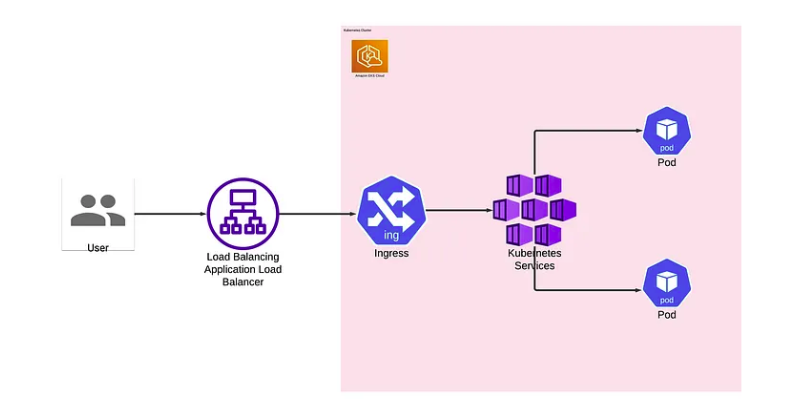 Kubernetes Cluster
Amazon EKS Cloud
User
Load Balancing
Application Load
Balancer
ing
Ingress
Kubernetes
Services
pod
Pod
pod
Pod